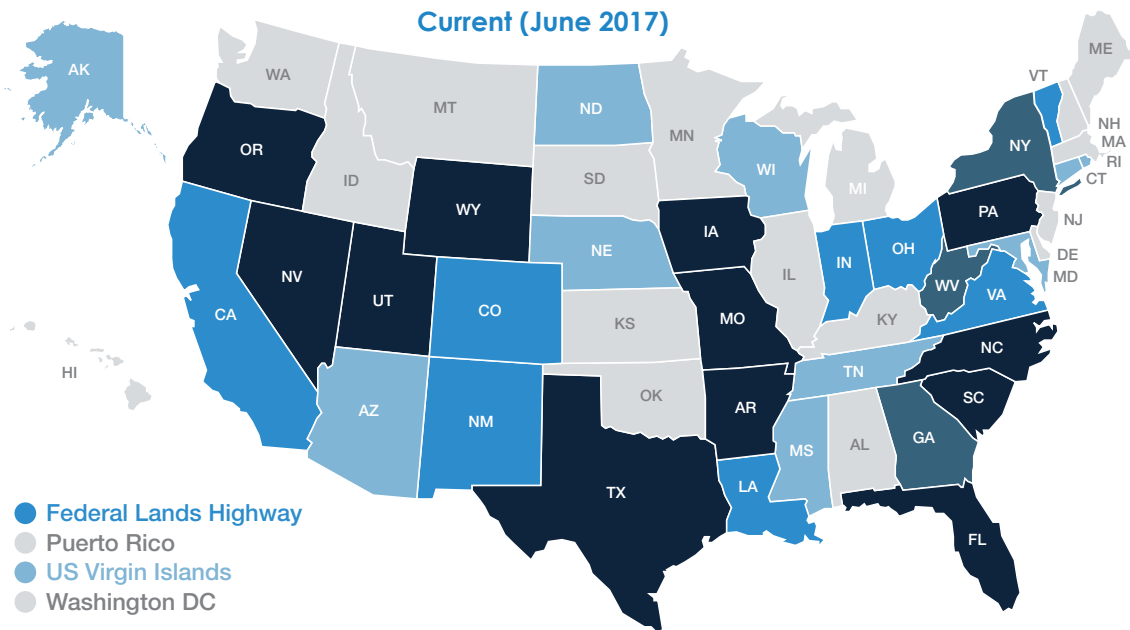 Current (June 2017)
AK
WA
MT
ND
MN
VT
ME
NH
MA
RI
CT
OR
ID
SD
WI
MI
NY
WY
NE
IA
PA
NJ
NV
UT
CO
KS
MO
IL
IN
OH
WV
VA
DE
MD
CA
KY
NC
HI
AZ
NM
OK
AR
TN
SC
MS
AL
GA
TX
LA
FL
Federal Lands Highway
Puerto Rico
US Virgin Islands
Washington DC